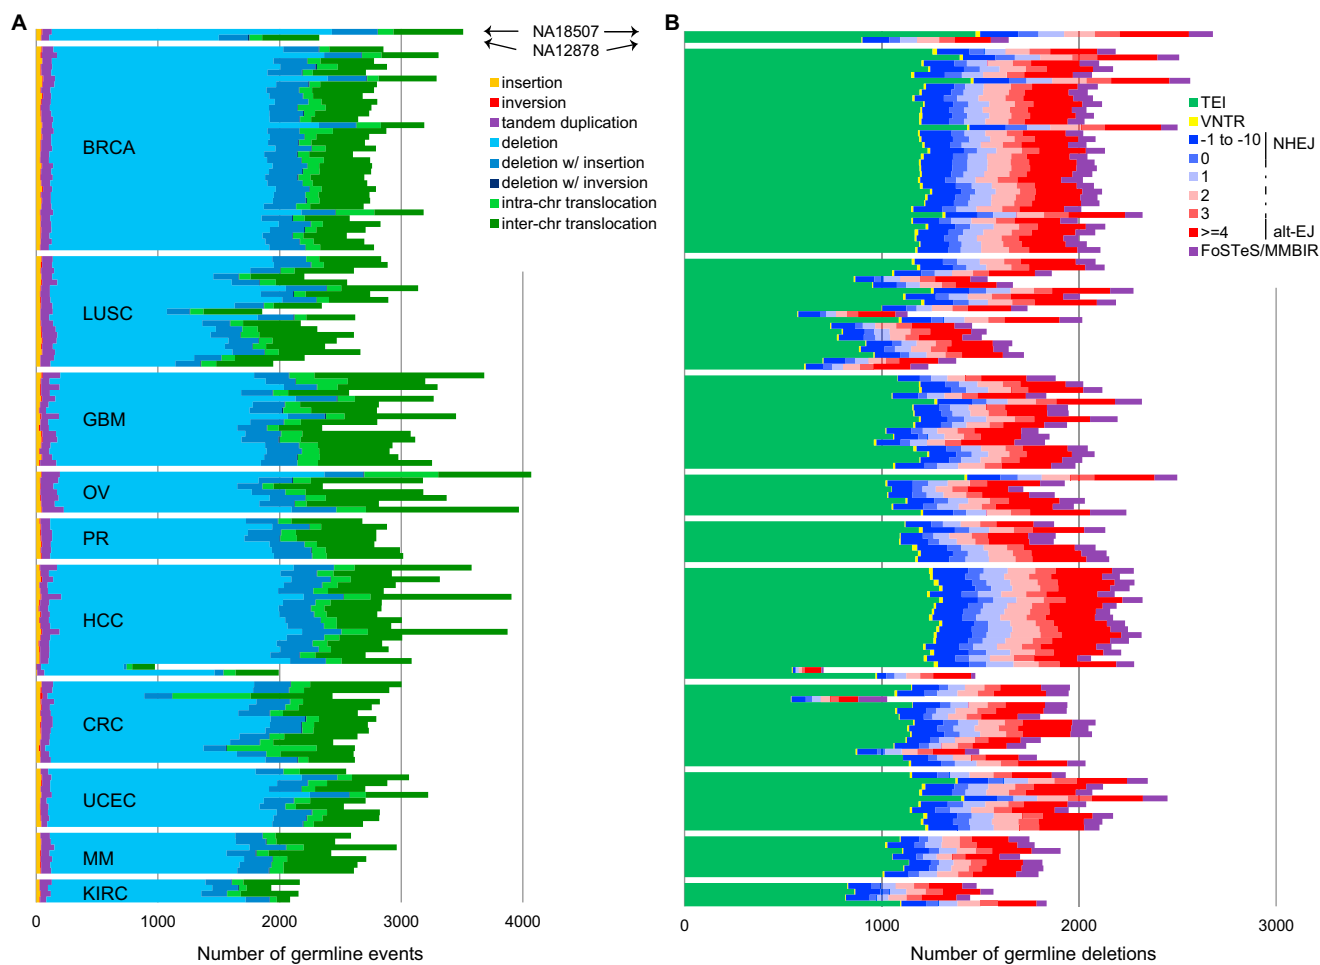 A
NA18507
NA12878
insertion
inversion
tandem duplication
deletion
deletion w/ insertion
deletion w/ inversion
intra-chr translocation
inter-chr translocation
BRCA
LUSC
GBM
OV
PR
HCC
CRC
UCEC
MM
KIRC
0 1000 2000 3000 4000
Number of germline events
B
TEI
VNTR
-1 to -10 NHEJ
0
1
2
3
>=4 alt-EJ
FoSTeS/MMBIR
0 1000 2000 3000
Number of germline deletions